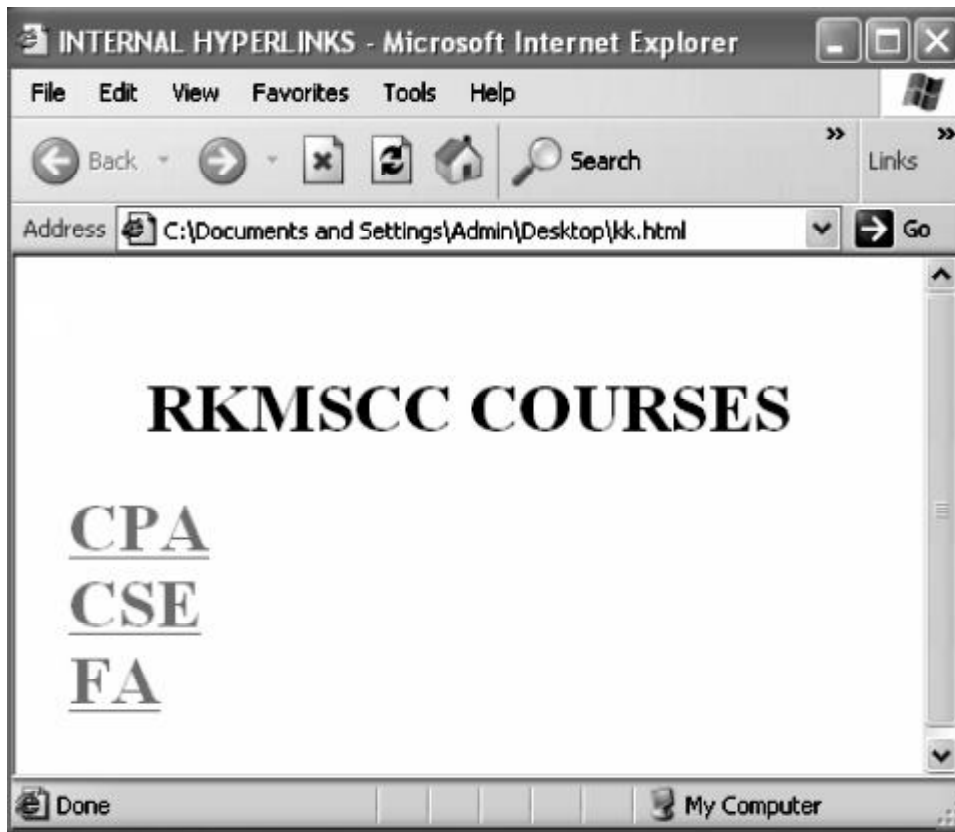 INTERNAL HYPERLINKS - Microsoft Internet Explorer
File Edit View Favorites Tools Help
Back Search » Links »
Address C:\Documents and Settings\Admin\Desktop\kk.html Go
RKMSCC COURSES
CPA
CSE
FA
Done My Computer